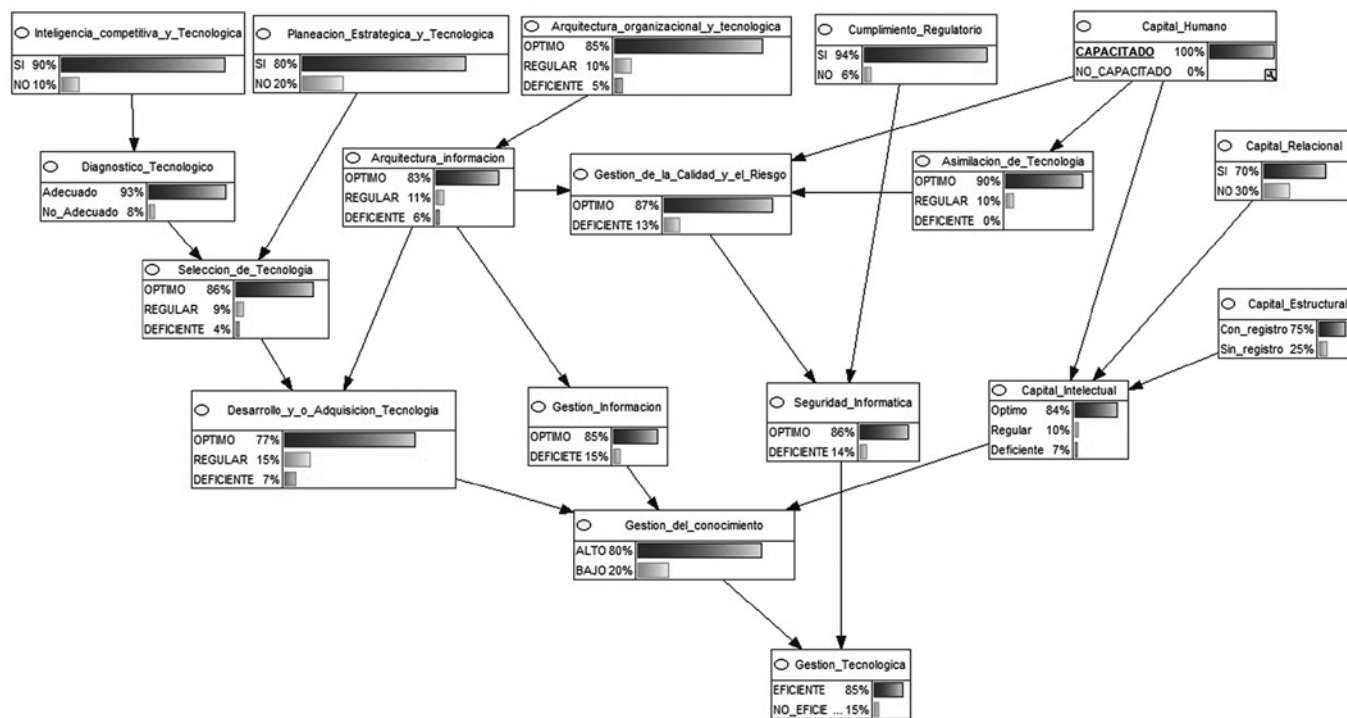 Inteligencia_competitiva_y_Tecnologica
SI 90%
NO 10%
Planeacion_Estrategica_y_Tecnologica
SI 80%
NO 20%
Arquitectura_organizacional_y_tecnologica
OPTIMO 85%
REGULAR 10%
DEFICIENTE 5%
Cumplimiento_Regulatorio
SI 94%
NO 6%
Capital_Humano
CAPACITADO 100%
NO_CAPACITADO 0%
Diagnostico_Tecnologico
Adecuado 93%
No_Adecuado 8%
Arquitectura_informacion
OPTIMO 83%
REGULAR 11%
DEFICIENTE 6%
Gestion_de_la_Calidad_y_el_Riesgo
OPTIMO 87%
DEFICIENTE 13%
Asimilacion_de_Tecnologia
OPTIMO 90%
REGULAR 10%
DEFICIENTE 0%
Capital_Relacional
SI 70%
NO 30%
Seleccion_de_Tecnologia
OPTIMO 86%
REGULAR 9%
DEFICIENTE 4%
Capital_Estructural
Con_registro 75%
Sin_registro 25%
Desarrollo_y_o_Adquisicion_Tecnologia
OPTIMO 77%
REGULAR 15%
DEFICIENTE 7%
Gestion_Informacion
OPTIMO 85%
DEFICIETE 15%
Seguridad_Informatica
OPTIMO 86%
DEFICIENTE 14%
Capital_Intelectual
Optimo 84%
Regular 10%
Deficiente 7%
Gestion_del_conocimiento
ALTO 80%
BAJO 20%
Gestion_Tecnologica
EFICIENTE 85%
NO_EFICIE ... 15%